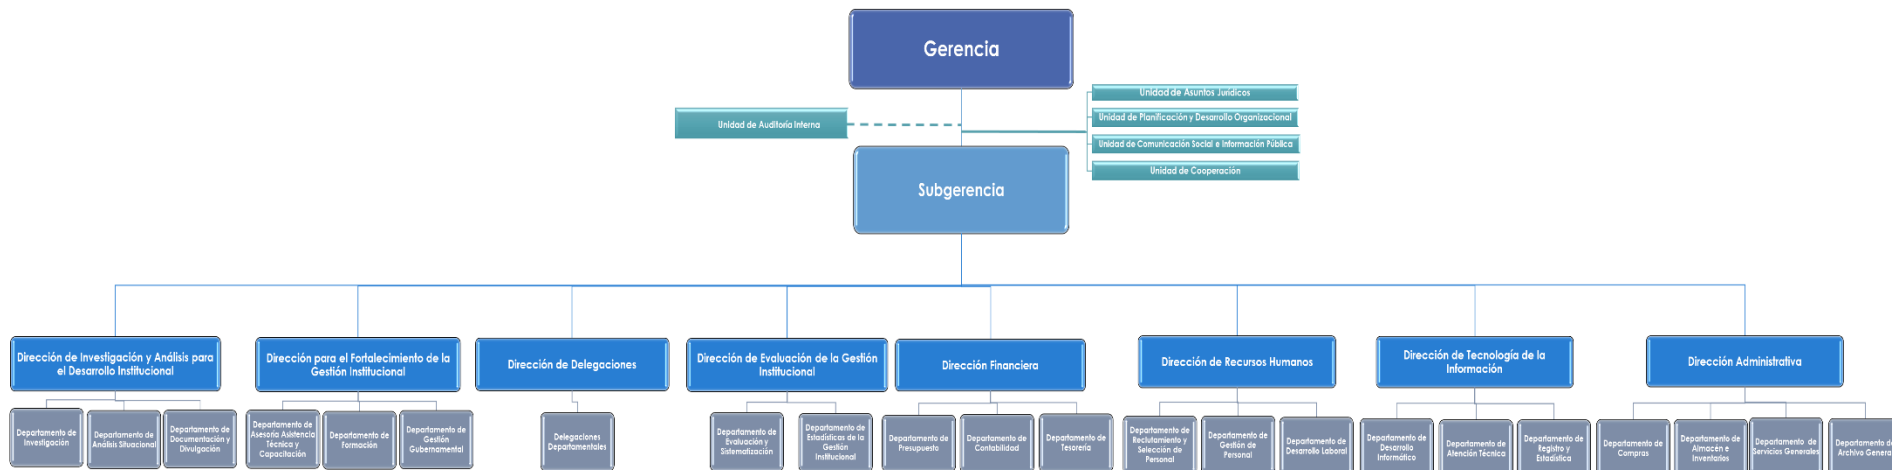 Gerencia
Unidad de Auditoría Interna
Unidad de Asuntos Jurídicos
Unidad de Planificación y Desarrollo Organizacional
Unidad de Comunicación Social e Información Pública
Unidad de Cooperación
Subgerencia
Dirección de Investigación y Análisis para
el Desarrollo Institucional
Dirección para el Fortalecimiento de la
Gestión Institucional
Dirección de Delegaciones
Dirección de Evaluación de la Gestión
Institucional
Dirección Financiera
Dirección de Recursos Humanos
Dirección de Tecnología de la
Información
Dirección Administrativa
Departamento de
Investigación
Departamento de
Análisis Situacional
Departamento de
Documentación y
Divulgación
Departamento de
Asesoría Asistencia
Técnica y
Capacitación
Departamento de
Formación
Departamento de
Gestión
Gubernamental
Delegaciones
Departamentales
Departamento de
Evaluación y
Sistematización
Departamento de
Estadísticas de la
Gestión
Institucional
Departamento de
Presupuesto
Departamento de
Contabilidad
Departamento de
Tesorería
Departamento de
Reclutamiento y
Selección de
Personal
Departamento de
Gestión de
Personal
Departamento de
Desarrollo Laboral
Departamento de
Desarrollo
Informático
Departamento de
Atención Técnica
Departamento de
Registro y
Estadística
Departamento de
Compras
Departamento de
Almacén e
Inventarios
Departamento de
Servicios Generales
Departamento de
Archivo General